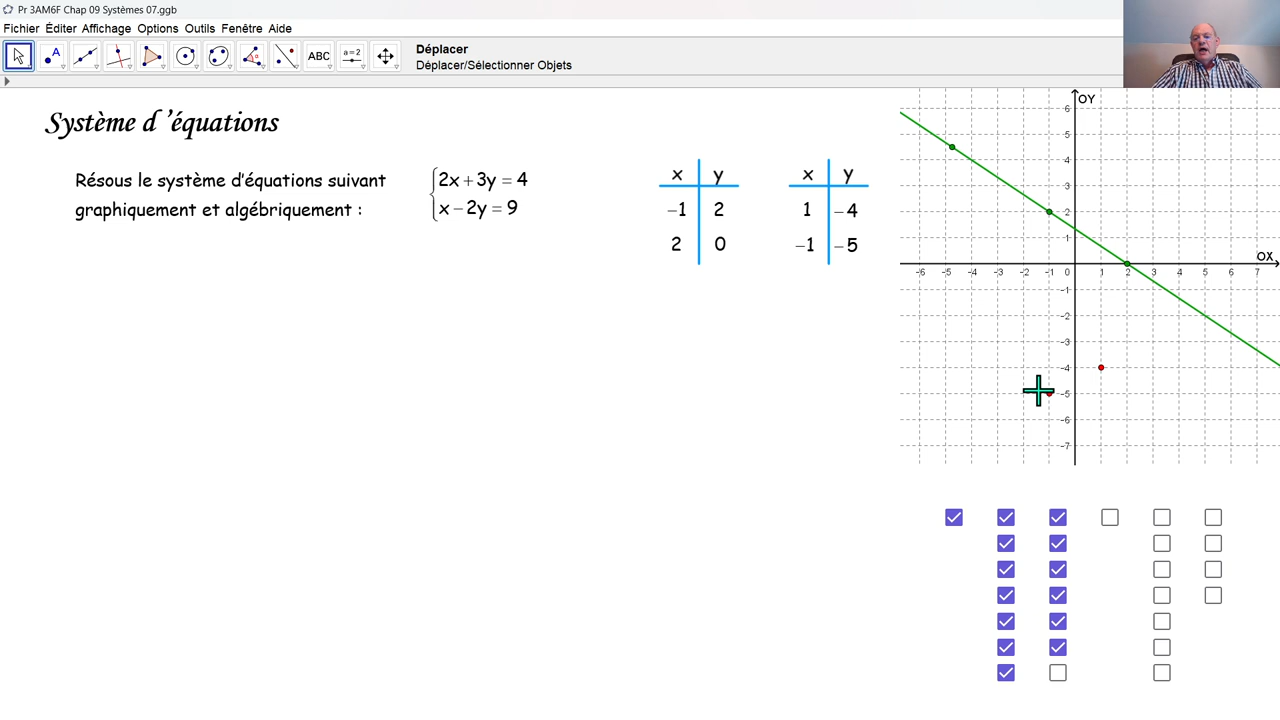 Pr 3AM6F Chap 09 Systèmes 07.ggb
Fichier Éditer Affichage Options Outils Fenêtre Aide
A
ABC
a=2
Déplacer
Déplacer/Sélectionner Objets
Système d ’équations
Résous le système d’équations suivant
graphiquement et algébriquement :
2x+3y = 4
x−2y = 9
x y
−1 2
2 0
x y
1 −4
−1 −5
OY
6
5
4
3
2
1
OX
-6 -5 -4 -3 -2 -1 0 1 2 3 4 5 6 7
-1
-2
-3
-4
-5
-6
-7